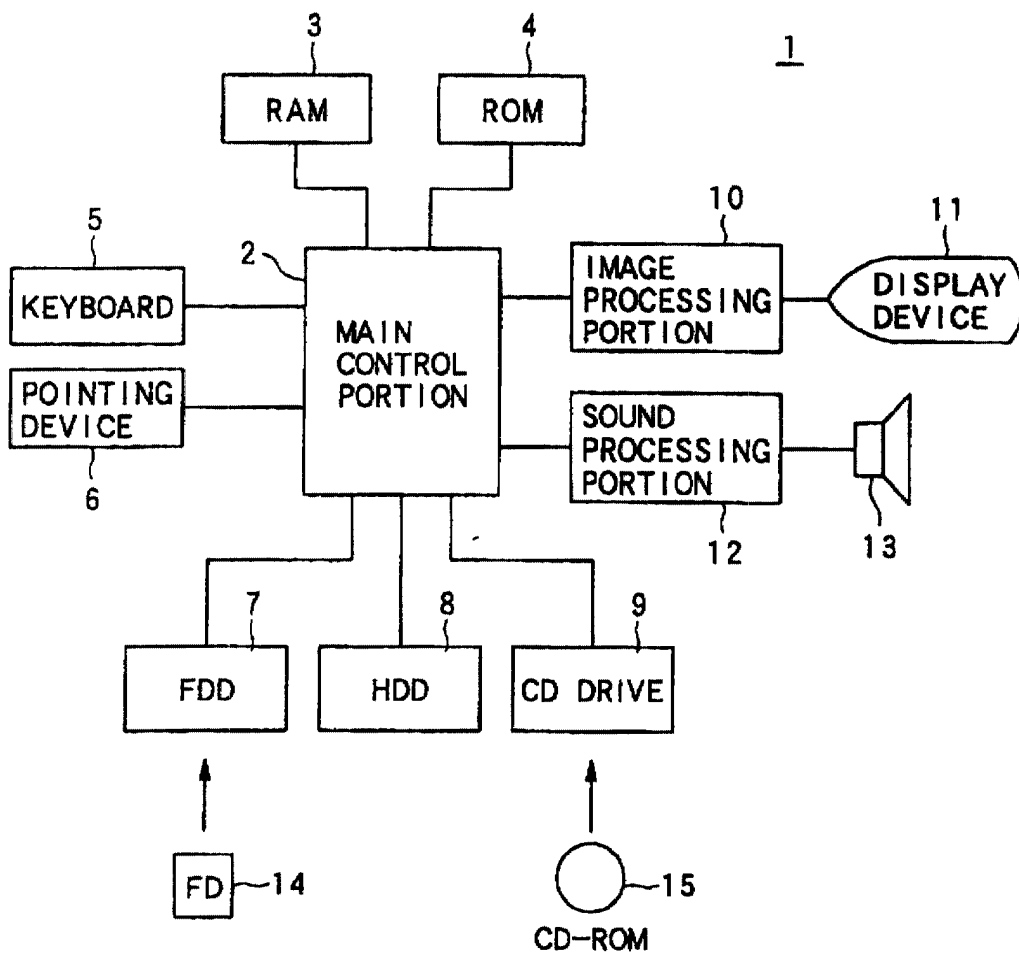 3
4
1
RAM
ROM
5
2
10
11
KEYBOARD
IMAGE
PROCESSING
PORTION
DISPLAY
DEVICE
MAIN
CONTROL
PORTION
POINTING
DEVICE
6
SOUND
PROCESSING
PORTION
12
13
7
8
9
FDD
HDD
CD DRIVE
FD
14
15
CD-ROM